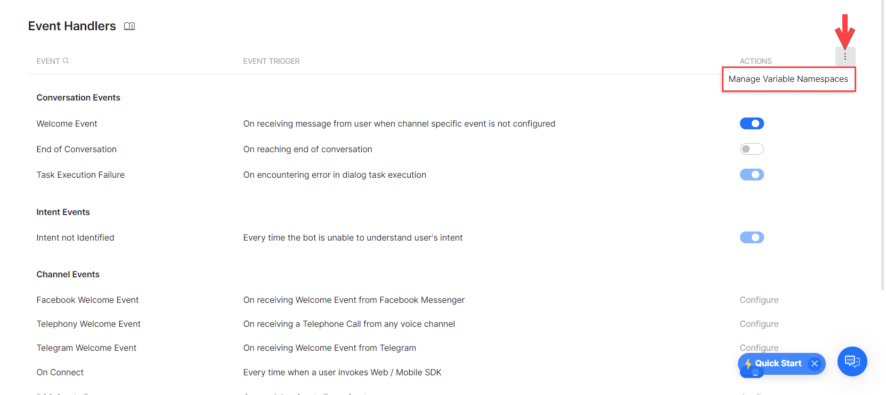 Event Handlers
EVENT EVENT TRIGGER ACTIONS
Manage Variable Namespaces
Conversation Events
Welcome Event On receiving message from user when channel specific event is not configured
End of Conversation On reaching end of conversation
Task Execution Failure On encountering error in dialog task execution
Intent Events
Intent not Identified Every time the bot is unable to understand user's intent
Channel Events
Facebook Welcome Event On receiving Welcome Event from Facebook Messenger Configure
Telephony Welcome Event On receiving a Telephone Call from any voice channel Configure
Telegram Welcome Event On receiving Welcome Event from Telegram Configure
Quick Start
On Connect Every time when a user invokes Web / Mobile SDK